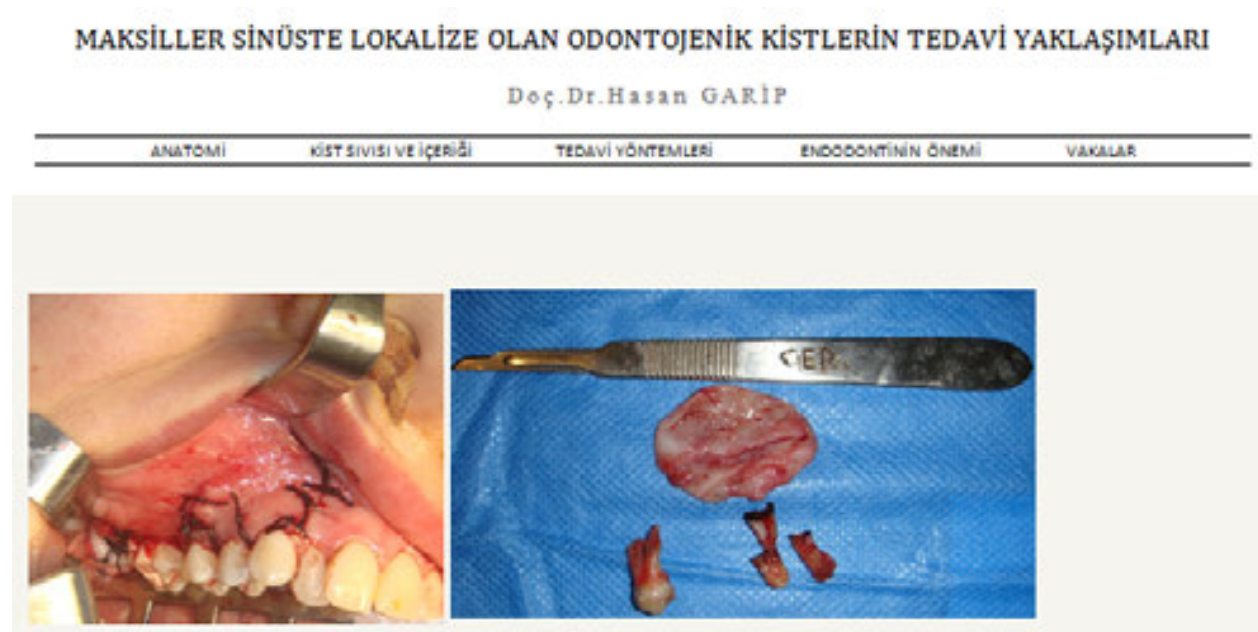 MAKSİLLER SİNÜSTE LOKALİZE OLAN ODONTOJENİK KİSTLERİN TEDAVİ YAKLAŞIMLARI
Doç.Dr.Hasan GARİP
ANATOMİ KİST SIVISI VE İÇERİĞİ TEDAVİ YÖNTEMLERİ ENDODONTİNİN ÖNEMİ VAKALAR